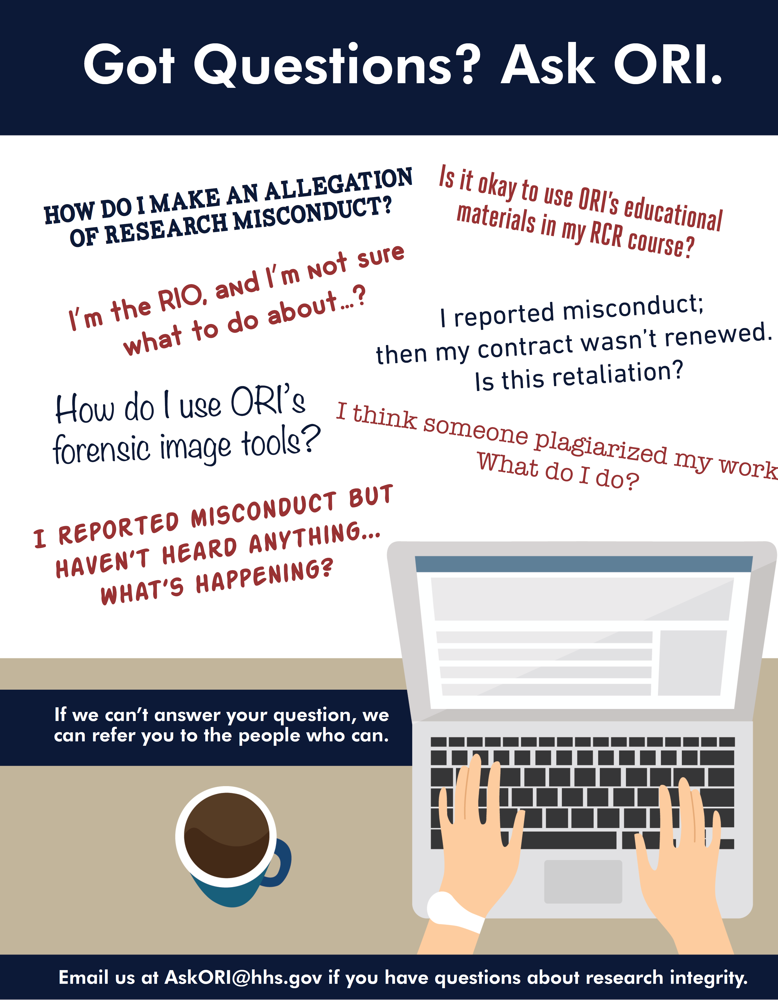 Got Questions? Ask ORI.
HOW DO I MAKE AN ALLEGATION
OF RESEARCH MISCONDUCT?
Is it okay to use ORI's educational
materials in my RCR course?
I'm the RIO, and I'm not sure
what to do about...?
I reported misconduct;
then my contract wasn't renewed.
Is this retaliation?
How do I use ORI's
forensic image tools?
I think someone plagiarized my work
What do I do?
I REPORTED MISCONDUCT BUT
HAVEN'T HEARD ANYTHING...
WHAT'S HAPPENING?
If we can't answer your question, we
can refer you to the people who can.
Email us at AskORI@hhs.gov if you have questions about research integrity.